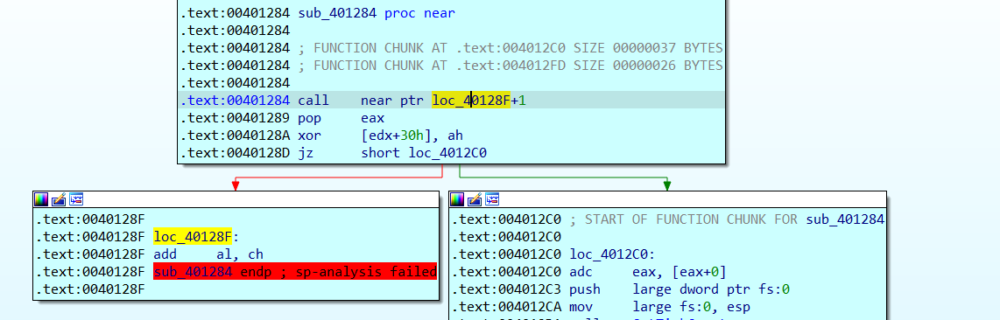 .text:00401284 sub_401284 proc near
.text:00401284
.text:00401284 ; FUNCTION CHUNK AT .text:004012C0 SIZE 00000037 BYTES
.text:00401284 ; FUNCTION CHUNK AT .text:004012FD SIZE 00000026 BYTES
.text:00401284
.text:00401284 call near ptr loc_40128F+1
.text:00401289 pop eax
.text:0040128A xor [edx+30h], ah
.text:0040128D jz short loc_4012C0
.text:0040128F
.text:0040128F loc_40128F:
.text:0040128F add al, ch
.text:0040128F sub_401284 endp ; sp-analysis failed
.text:0040128F
.text:004012C0 ; START OF FUNCTION CHUNK FOR sub_401284
.text:004012C0
.text:004012C0 loc_4012C0:
.text:004012C0 adc eax, [eax+0]
.text:004012C3 push large dword ptr fs:0
.text:004012CA mov large fs:0, esp